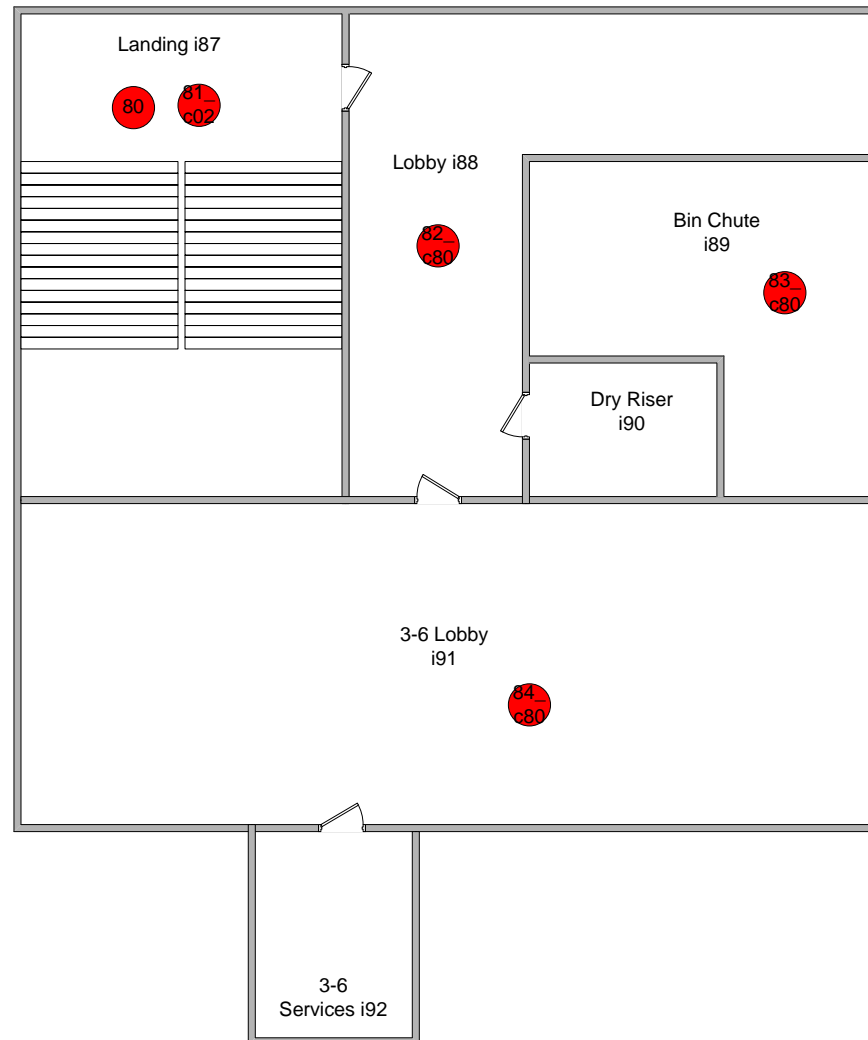 Landing i87
80
81_
c02
Lobby i88
82_
c80
Bin Chute
i89
83_
c80
Dry Riser
i90
3-6 Lobby
i91
84_
c80
3-6
Services i92